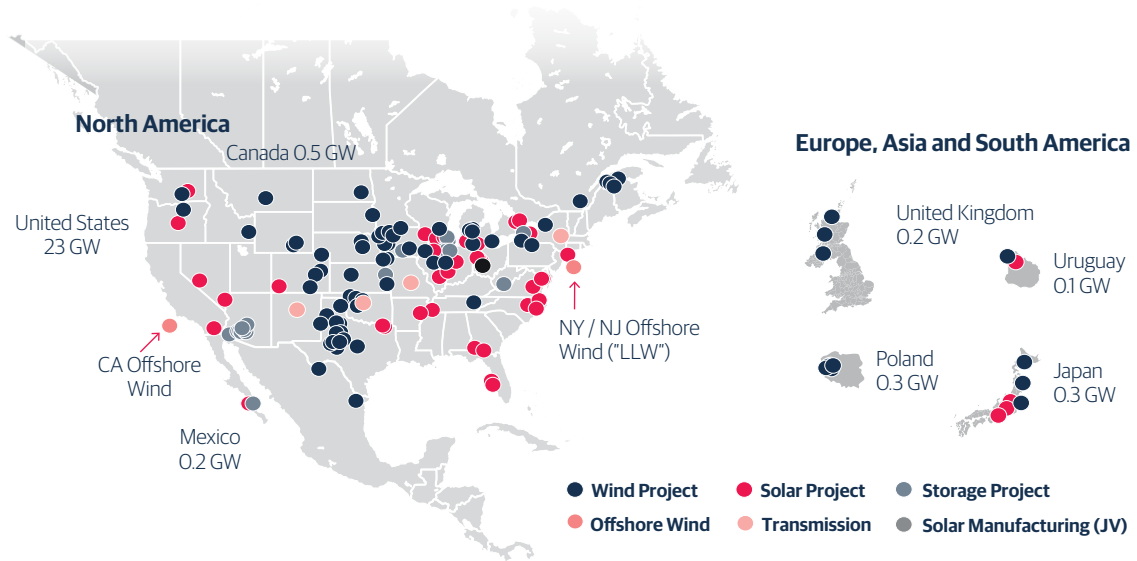 North America
Canada 0.5 GW
United States
23 GW
CA Offshore
Wind
Mexico
0.2 GW
NY / NJ Offshore
Wind ("LLW")
Europe, Asia and South America
United Kingdom
0.2 GW
Uruguay
0.1 GW
Poland
0.3 GW
Japan
0.3 GW
Wind Project
Solar Project
Storage Project
Offshore Wind
Transmission
Solar Manufacturing (JV)